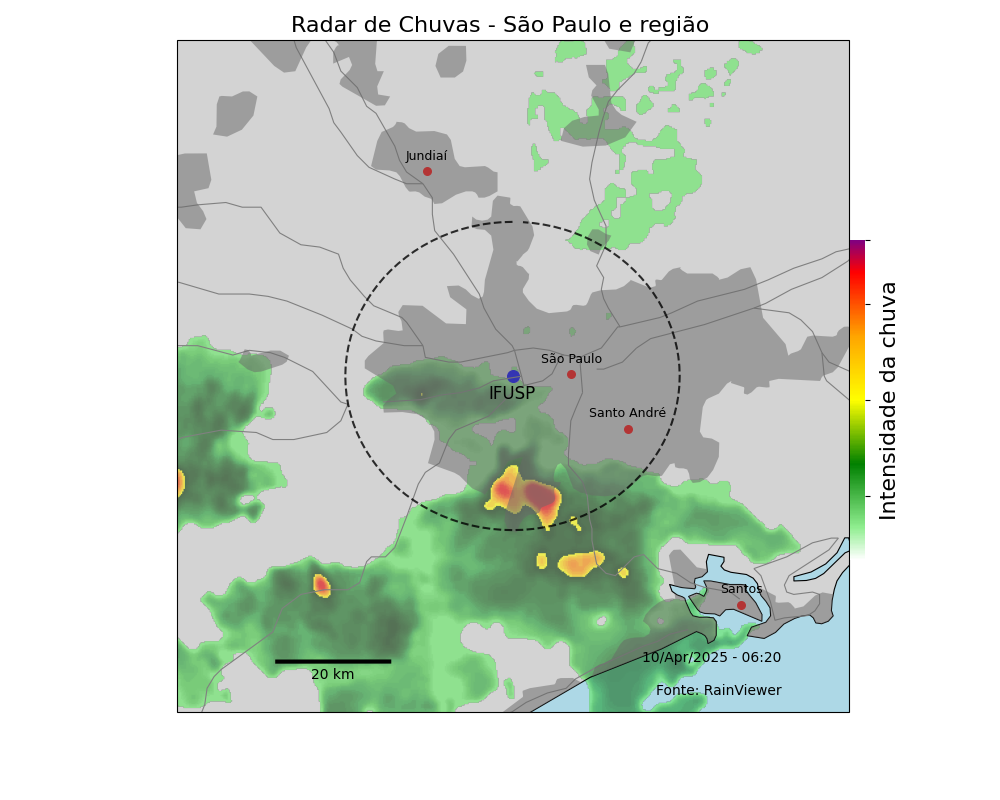 Radar de Chuvas - São Paulo e região
Jundiaí
São Paulo
IFUSP
Santo André
Intensidade da chuva
Santos
10/Apr/2025 - 06:20
20 km
Fonte: RainViewer